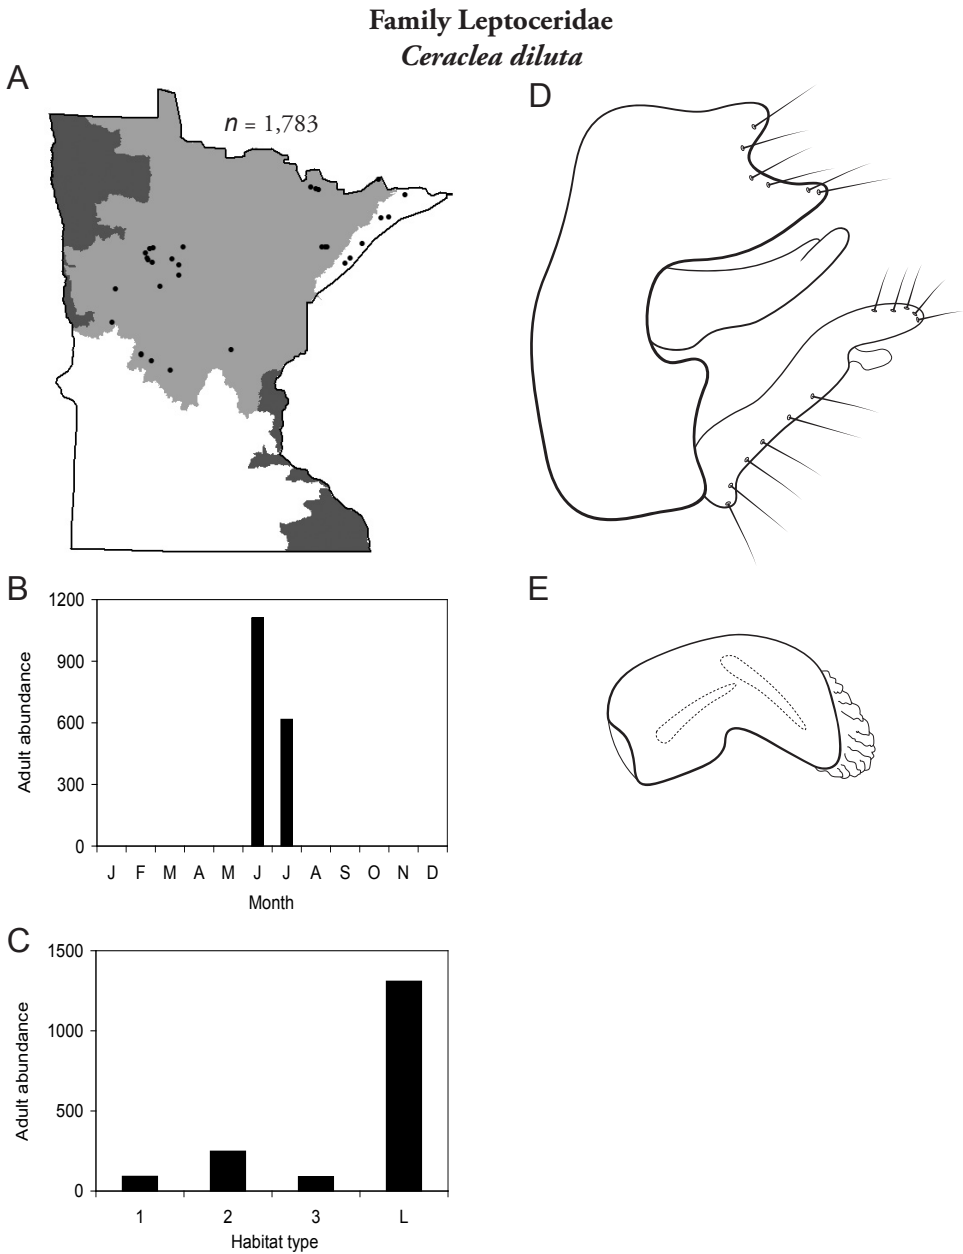 Family Leptoceridae
Ceraclea diluta
A
n = 1,783
D
B
1200
900
600
300
0
Adult abundance
J F M A M J J A S O N D
Month
E
C
1500
1000
500
0
Adult abundance
1 2 3 L
Habitat type